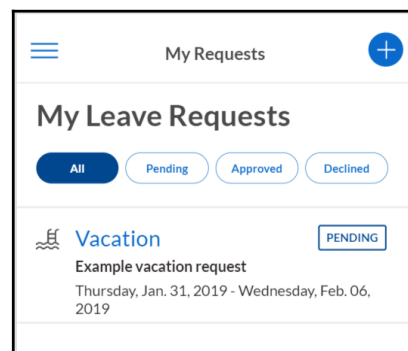 My Requests
My Leave Requests
All Pending Approved Declined
Vacation PENDING
Example vacation request
Thursday, Jan. 31, 2019 - Wednesday, Feb. 06,
2019